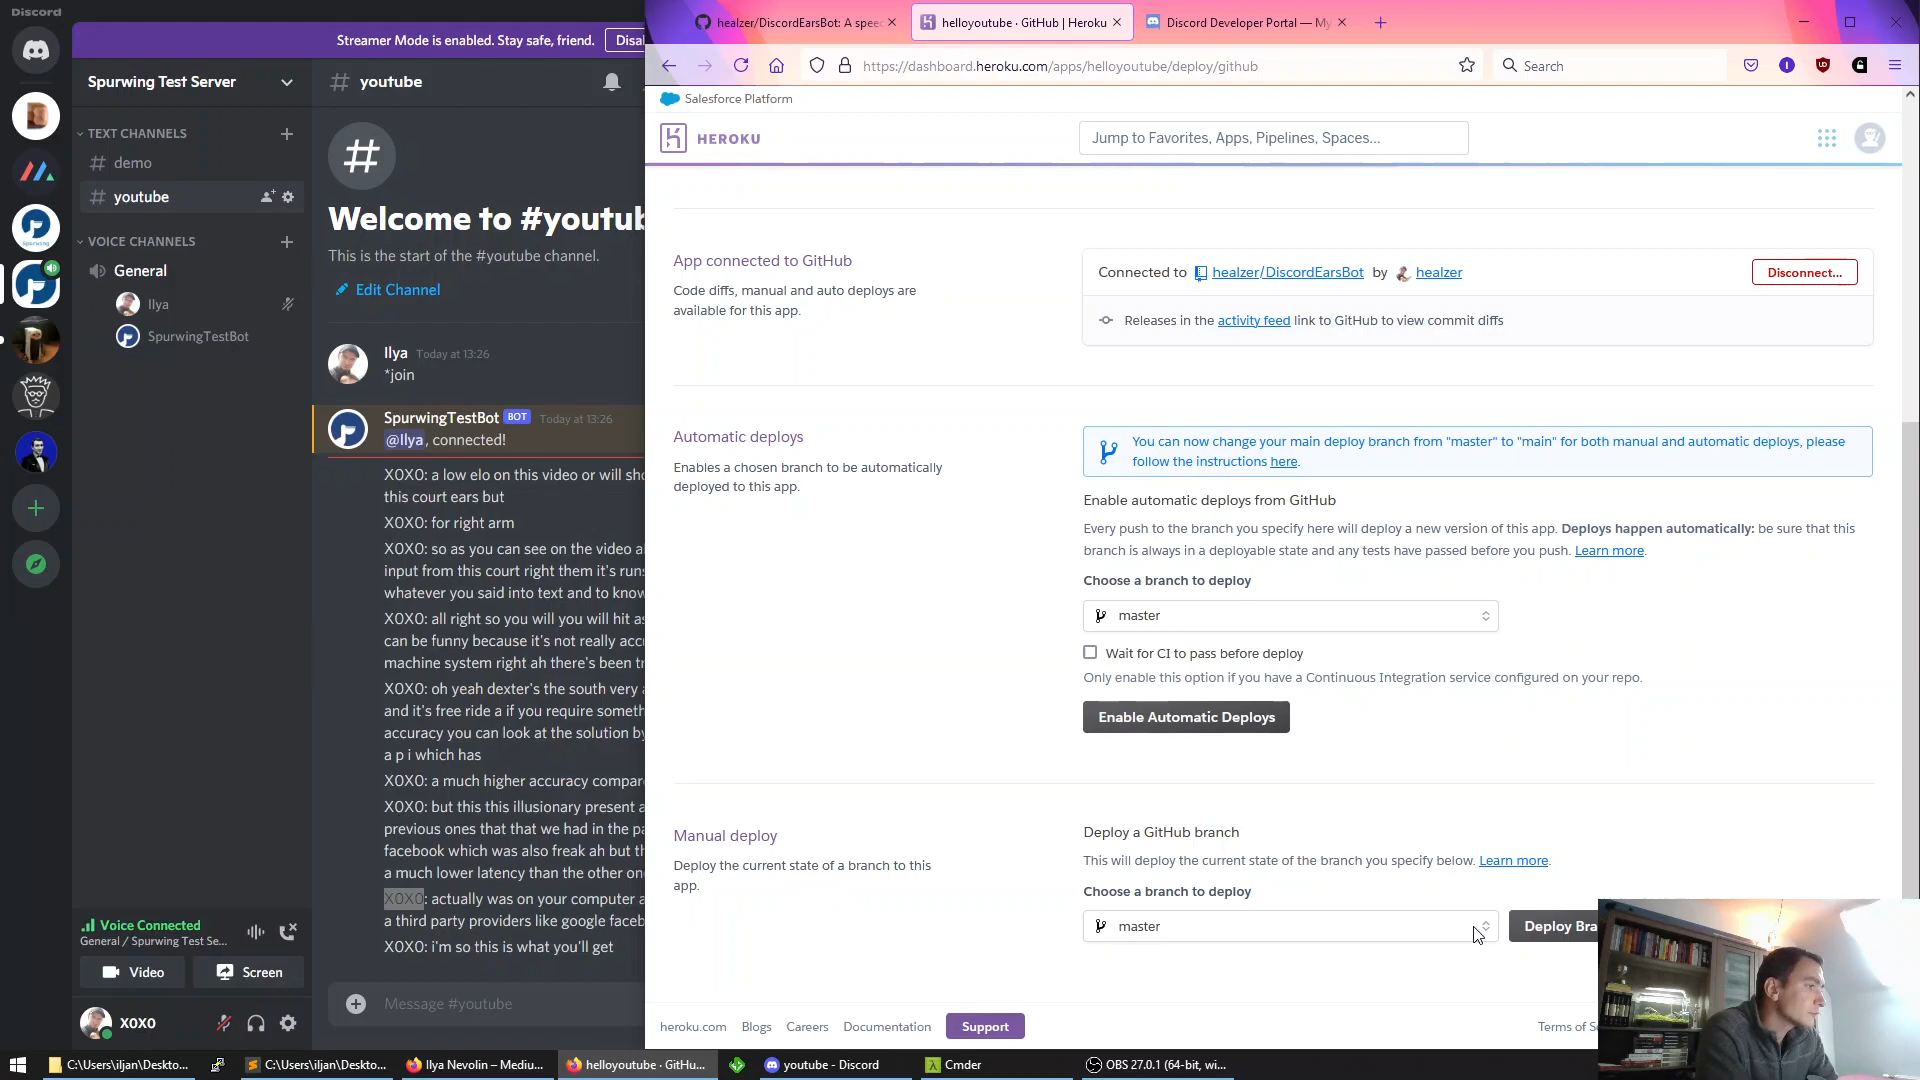 Discord
Streamer Mode is enabled. Stay safe, friend.
Disa
Spurwing Test Server
youtube
TEXT CHANNELS
demo
youtube
VOICE CHANNELS
General
Ilya
SpurwingTestBot
Welcome to #youtub
This is the start of the #youtube channel.
Edit Channel
Ilya Today at 13:26
*join
SpurwingTestBot BOT Today at 13:26
@Ilya, connected!
X0X0: a low elo on this video or will sho
this court ears but
X0X0: for right arm
X0X0: so as you can see on the video al
input from this court right them it's runs
whatever you said into text and to know
X0X0: all right so you will you will hit as
can be funny because it's not really accu
machine system right ah there's been tr
X0X0: oh yeah dexter's the south very a
and it's free ride a if you require someth
accuracy you can look at the solution by
a p i which has
X0X0: a much higher accuracy compar
X0X0: but this this illusionary present a
previous ones that that we had in the pa
facebook which was also freak ah but th
a much lower latency than the other on
X0X0: actually was on your computer a
a third party providers like google faceb
X0X0: i'm so this is what you'll get
Message #youtube
Voice Connected
General / Spurwing Test Se...
Video
Screen
X0X0
healzer/DiscordEarsBot: A speec
helloyoutube · GitHub | Heroku
Discord Developer Portal — My
https://dashboard.heroku.com/apps/helloyoutube/deploy/github
Search
Salesforce Platform
HEROKU
Jump to Favorites, Apps, Pipelines, Spaces...
App connected to GitHub
Code diffs, manual and auto deploys are
available for this app.
Connected to healzer/DiscordEarsBot by healzer
Disconnect...
Releases in the activity feed link to GitHub to view commit diffs
Automatic deploys
Enables a chosen branch to be automatically
deployed to this app.
You can now change your main deploy branch from "master" to "main" for both manual and automatic deploys, please
follow the instructions here.
Enable automatic deploys from GitHub
Every push to the branch you specify here will deploy a new version of this app. Deploys happen automatically: be sure that this
branch is always in a deployable state and any tests have passed before you push. Learn more.
Choose a branch to deploy
master
Wait for CI to pass before deploy
Only enable this option if you have a Continuous Integration service configured on your repo.
Enable Automatic Deploys
Manual deploy
Deploy the current state of a branch to this
app.
Deploy a GitHub branch
This will deploy the current state of the branch you specify below. Learn more.
Choose a branch to deploy
master
Deploy Bra
heroku.com
Blogs
Careers
Documentation
Support
Terms of S
C:\Users\iljan\Deskto...
C:\Users\iljan\Deskto...
Ilya Nevolin – Mediu...
helloyoutube · GitHu...
youtube - Discord
Cmder
OBS 27.0.1 (64-bit, wi...